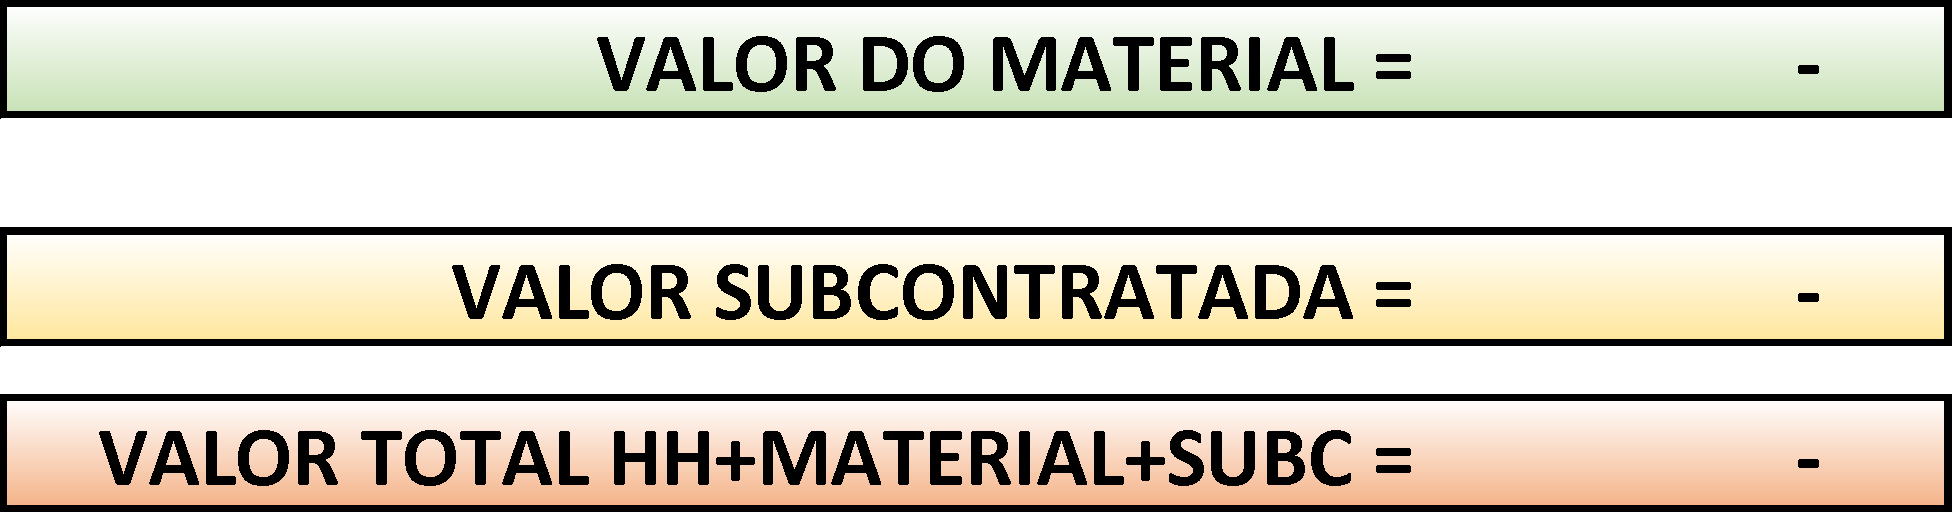 VALOR DO MATERIAL = -
VALOR SUBCONTRATADA = -
VALOR TOTAL HH+MATERIAL+SUBC = -